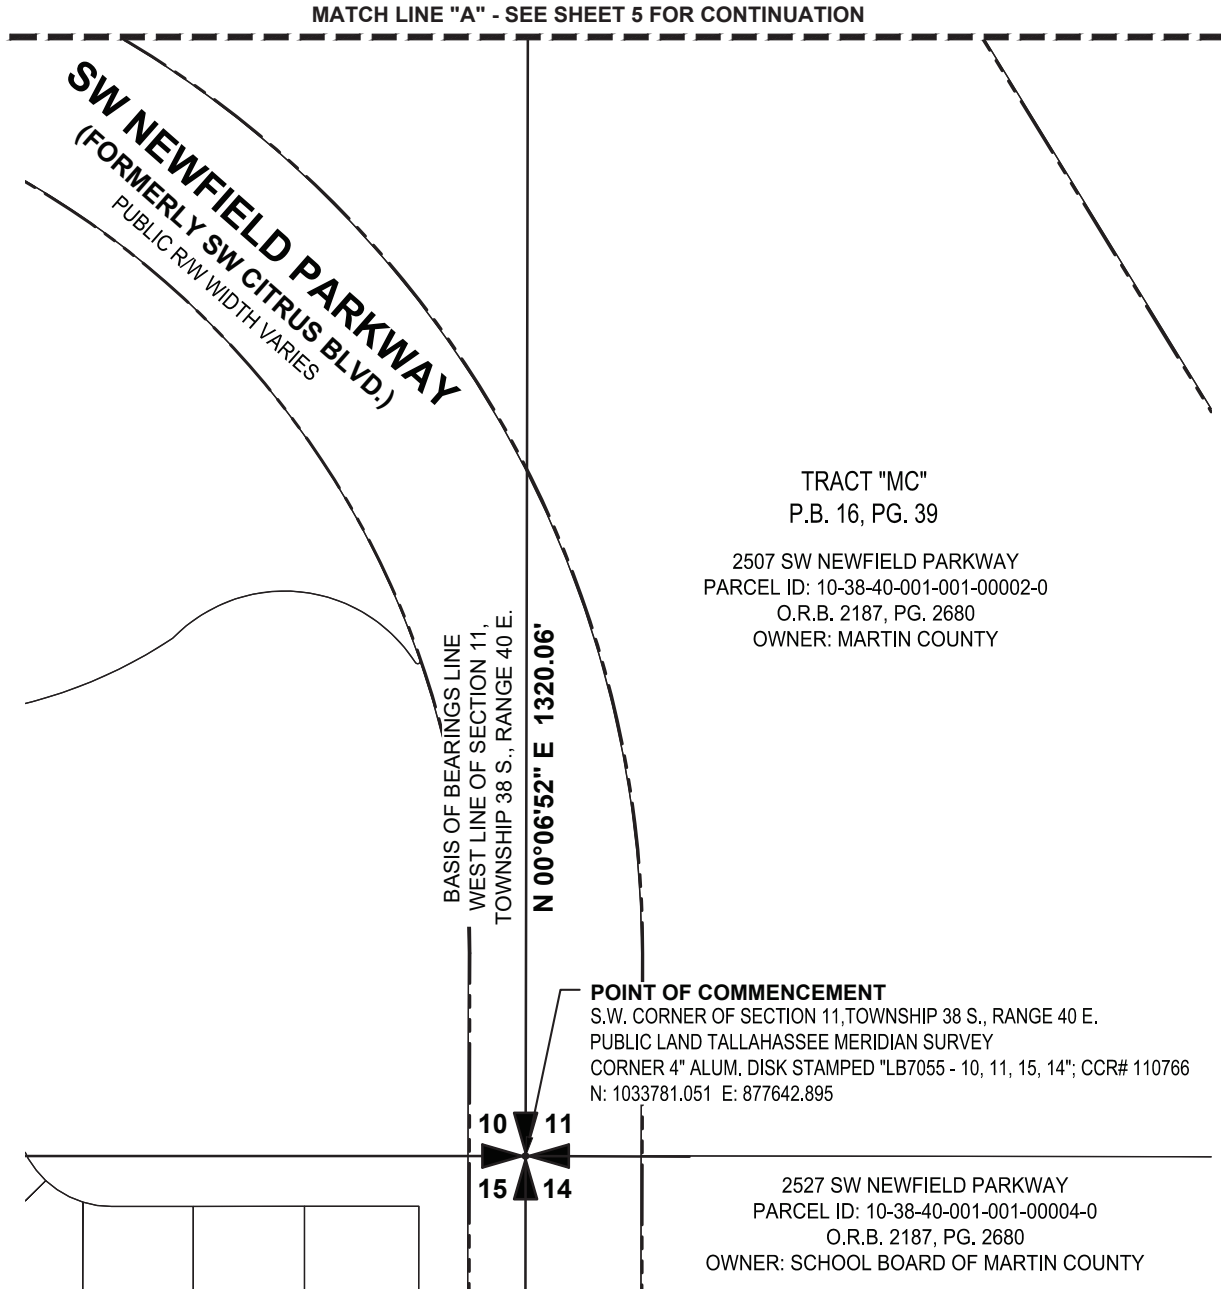 MATCH LINE "A" - SEE SHEET 5 FOR CONTINUATION
SW NEWFIELD PARKWAY
(FORMERLY SW CITRUS BLVD.)
PUBLIC R/W WIDTH VARIES
TRACT "MC"
P.B. 16, PG. 39
2507 SW NEWFIELD PARKWAY
PARCEL ID: 10-38-40-001-001-00002-0
O.R.B. 2187, PG. 2680
OWNER: MARTIN COUNTY
BASIS OF BEARINGS LINE
WEST LINE OF SECTION 11,
TOWNSHIP 38 S., RANGE 40 E.
N 00°06'52" E 1320.06'
POINT OF COMMENCEMENT
S.W. CORNER OF SECTION 11,TOWNSHIP 38 S., RANGE 40 E.
PUBLIC LAND TALLAHASSEE MERIDIAN SURVEY
CORNER 4" ALUM. DISK STAMPED "LB7055 - 10, 11, 15, 14"; CCR# 110766
N: 1033781.051 E: 877642.895
10 11
15 14
2527 SW NEWFIELD PARKWAY
PARCEL ID: 10-38-40-001-001-00004-0
O.R.B. 2187, PG. 2680
OWNER: SCHOOL BOARD OF MARTIN COUNTY